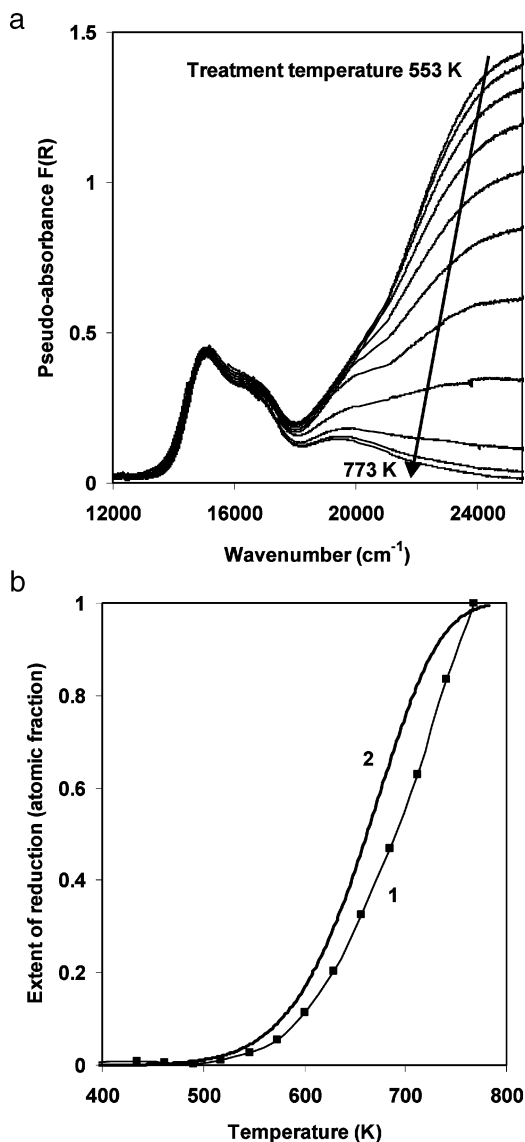 a
1.5
Treatment temperature 553 K
1
Pseudo-absorbance F(R)
0.5
773 K
0
12000 16000 20000 24000
Wavenumber (cm⁻¹)
b
1
0.8
2
0.6
Extent of reduction (atomic fraction)
0.4
1
0.2
0
400 500 600 700 800
Temperature (K)